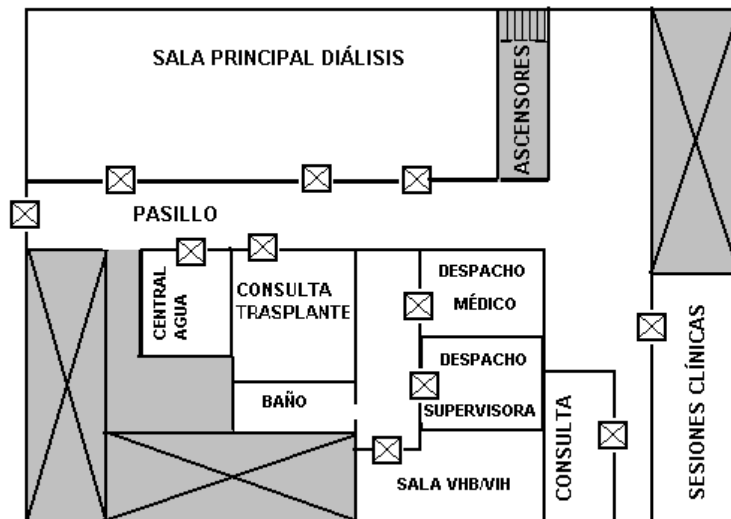 SALA PRINCIPAL DIÁLISIS
ASCENSORES
PASILLO
CENTRAL
AGUA
CONSULTA
TRASPLANTE
DESPACHO
MÉDICO
DESPACHO
SUPERVISORA
BAÑO
SALA VHB/VIH
CONSULTA
SESIONES CLÍNICAS